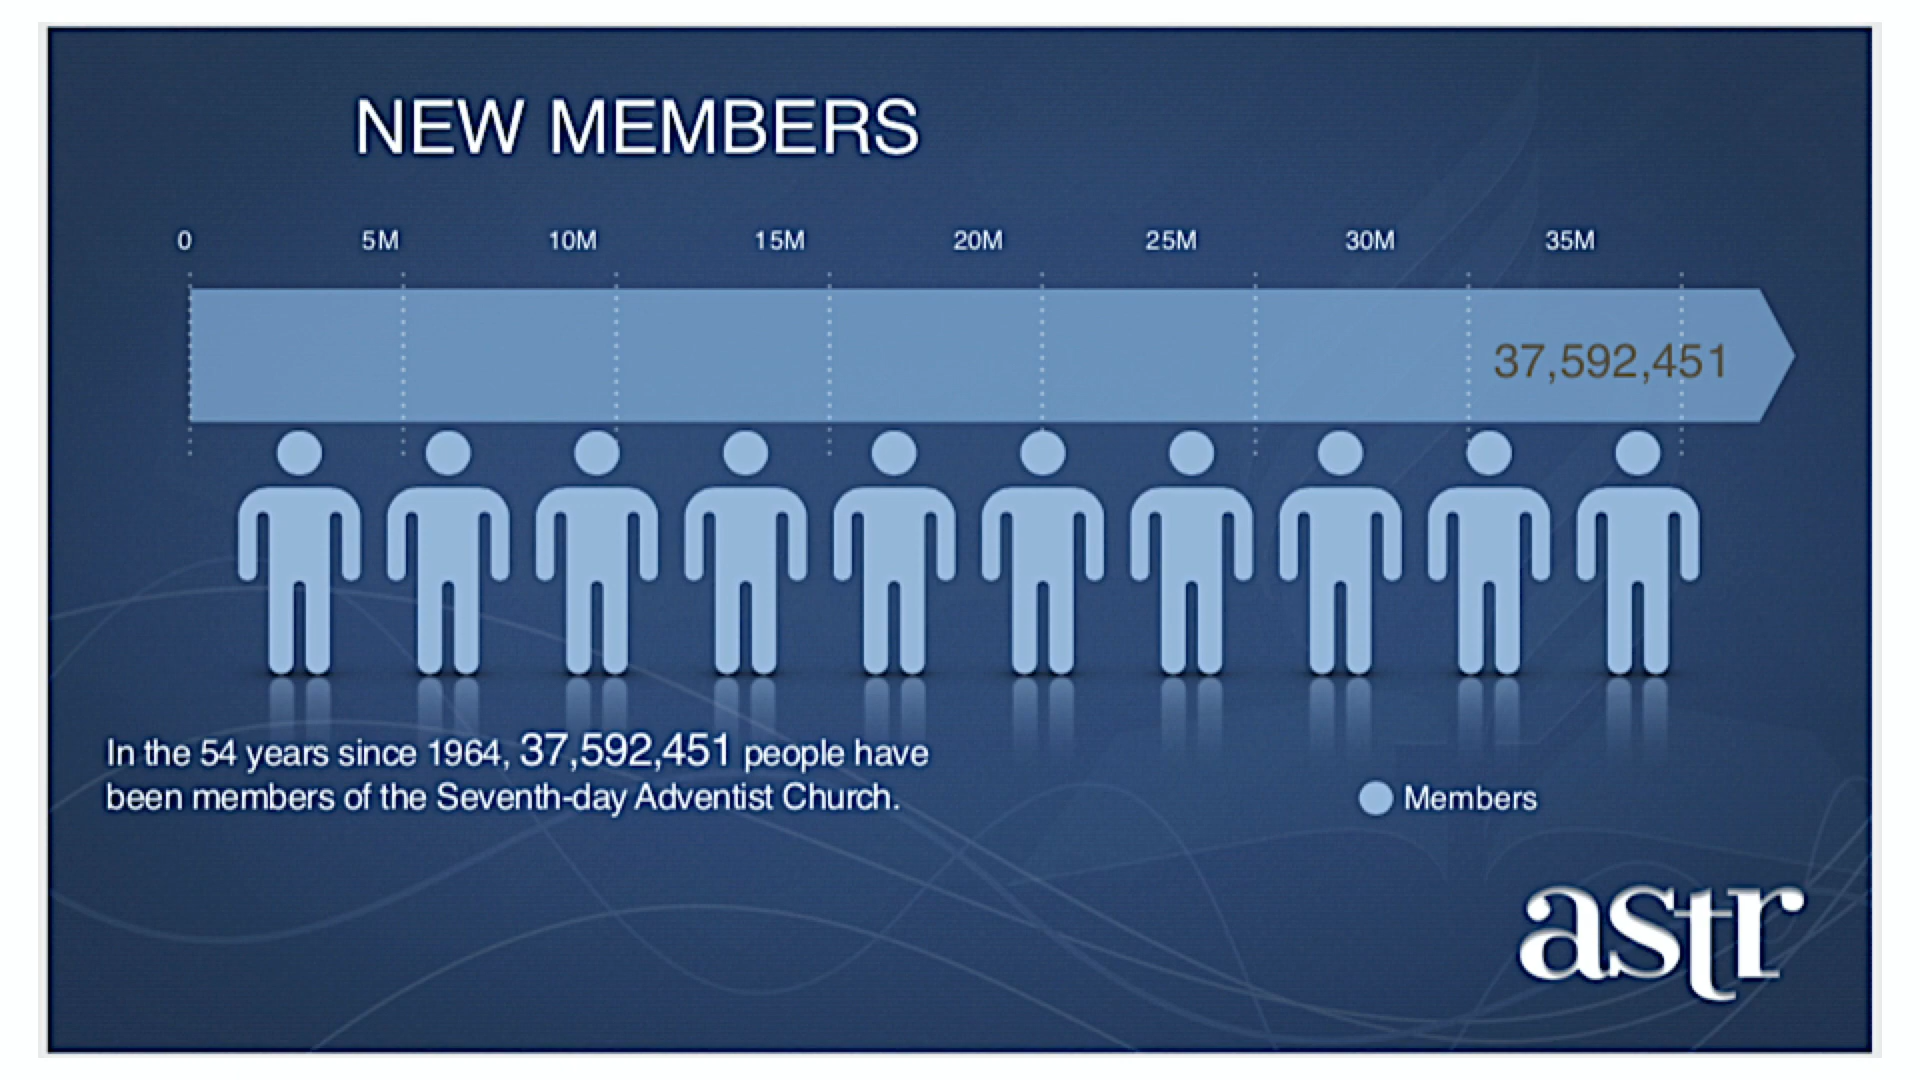 NEW MEMBERS
0 5M 10M 15M 20M 25M 30M 35M
37,592,451
In the 54 years since 1964, 37,592,451 people have
been members of the Seventh-day Adventist Church.
Members
astr